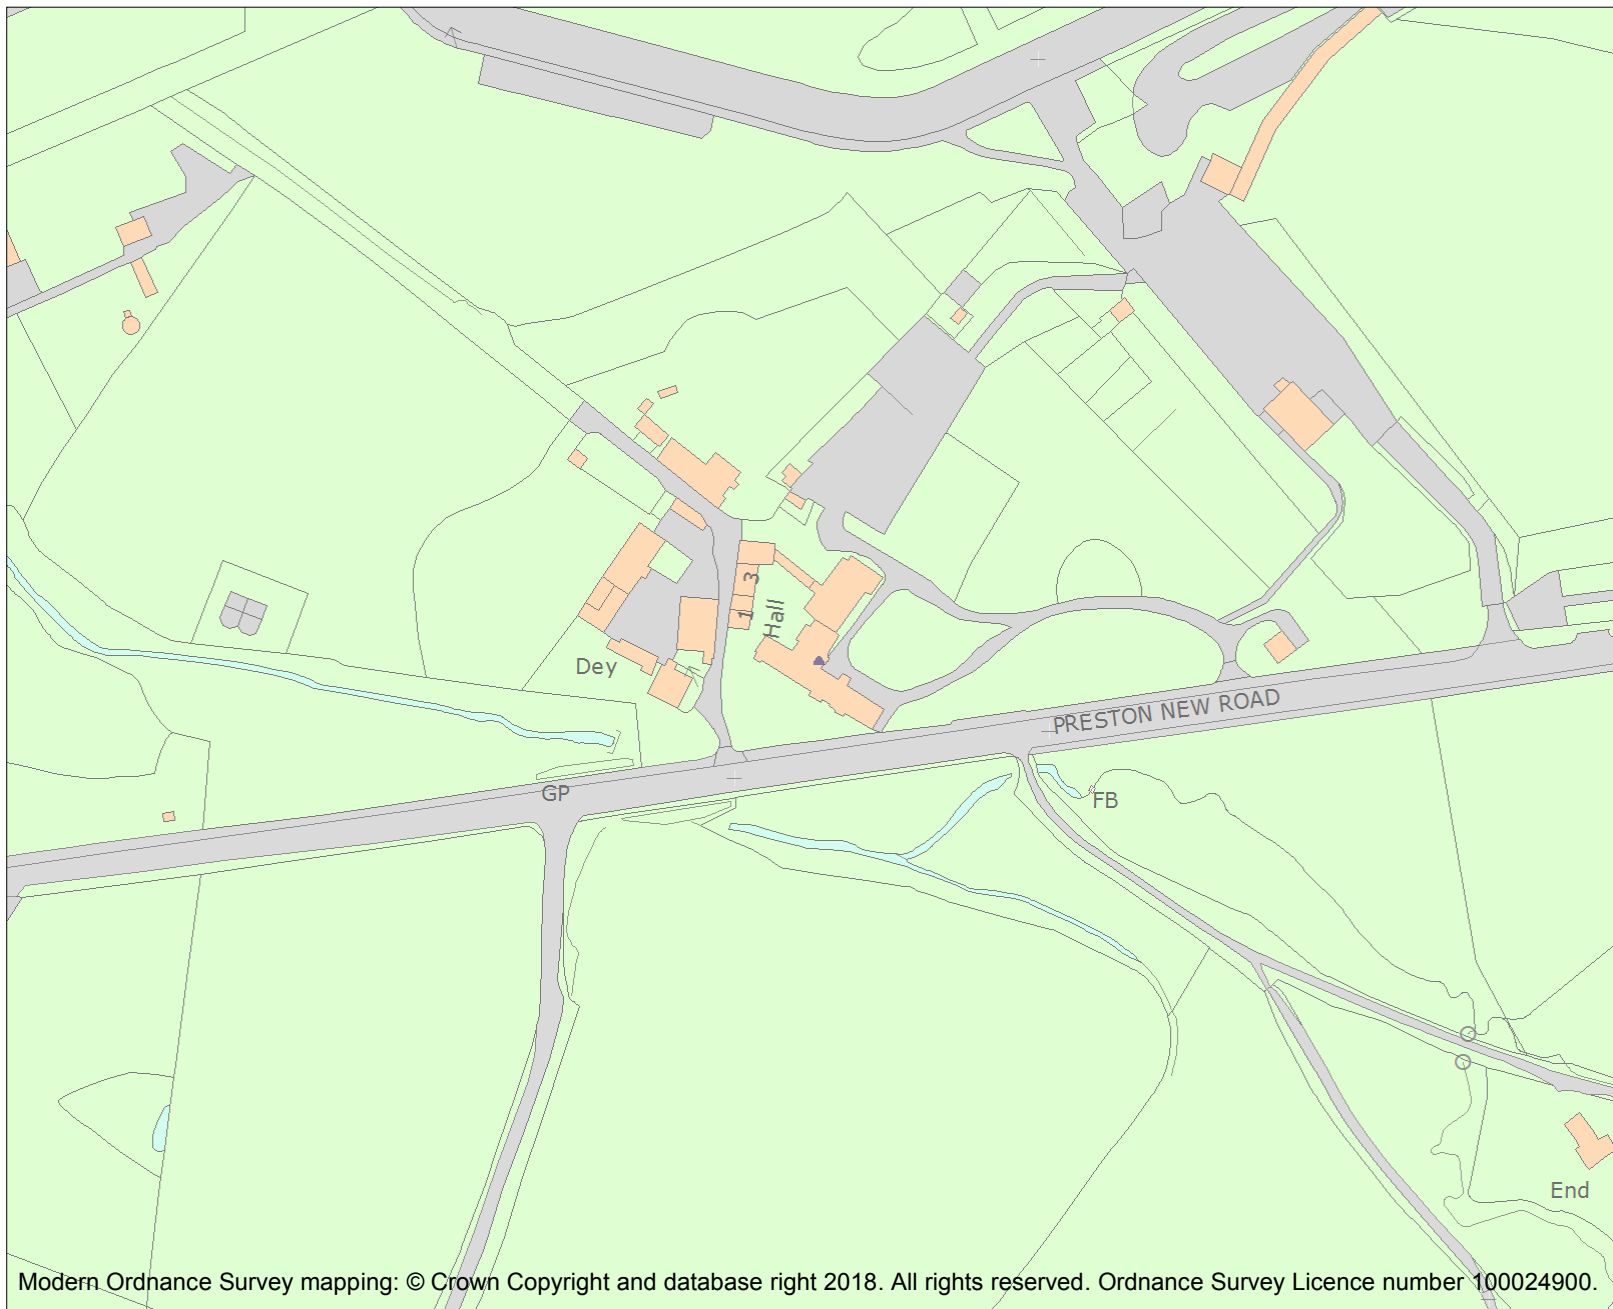 3
1
Hall
Dey
PRESTON NEW ROAD
GP
FB
End
Modern Ordnance Survey mapping: © Crown Copyright and database right 2018. All rights reserved. Ordnance Survey Licence number 100024900.